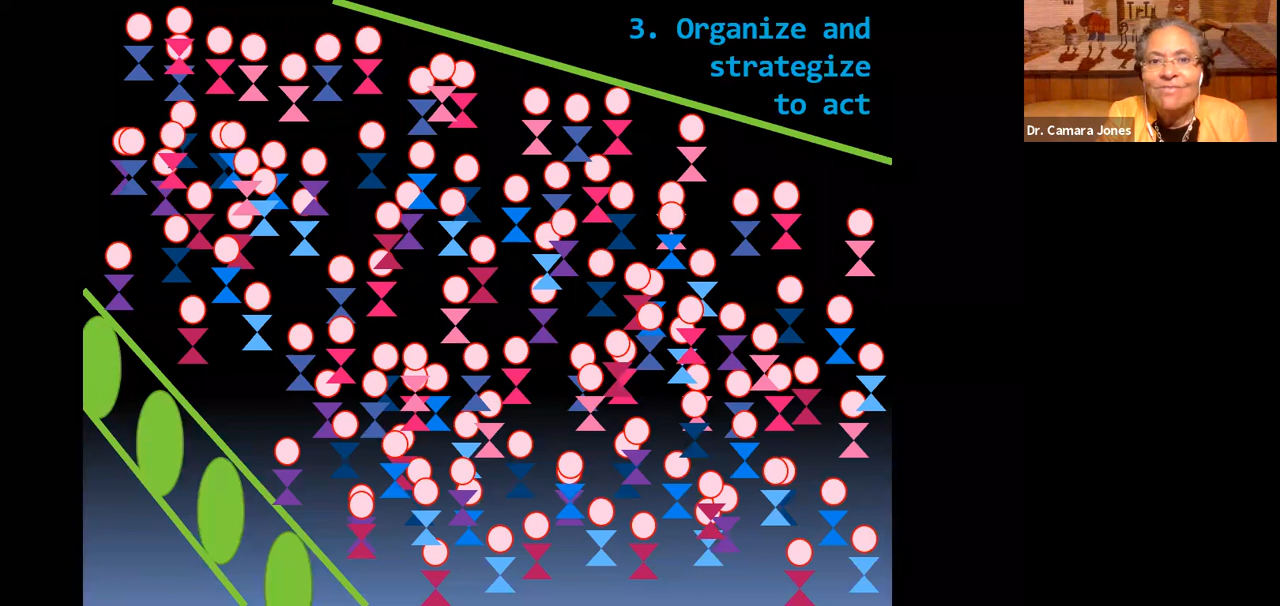 3. Organize and
strategize
to act
Dr. Camara Jones